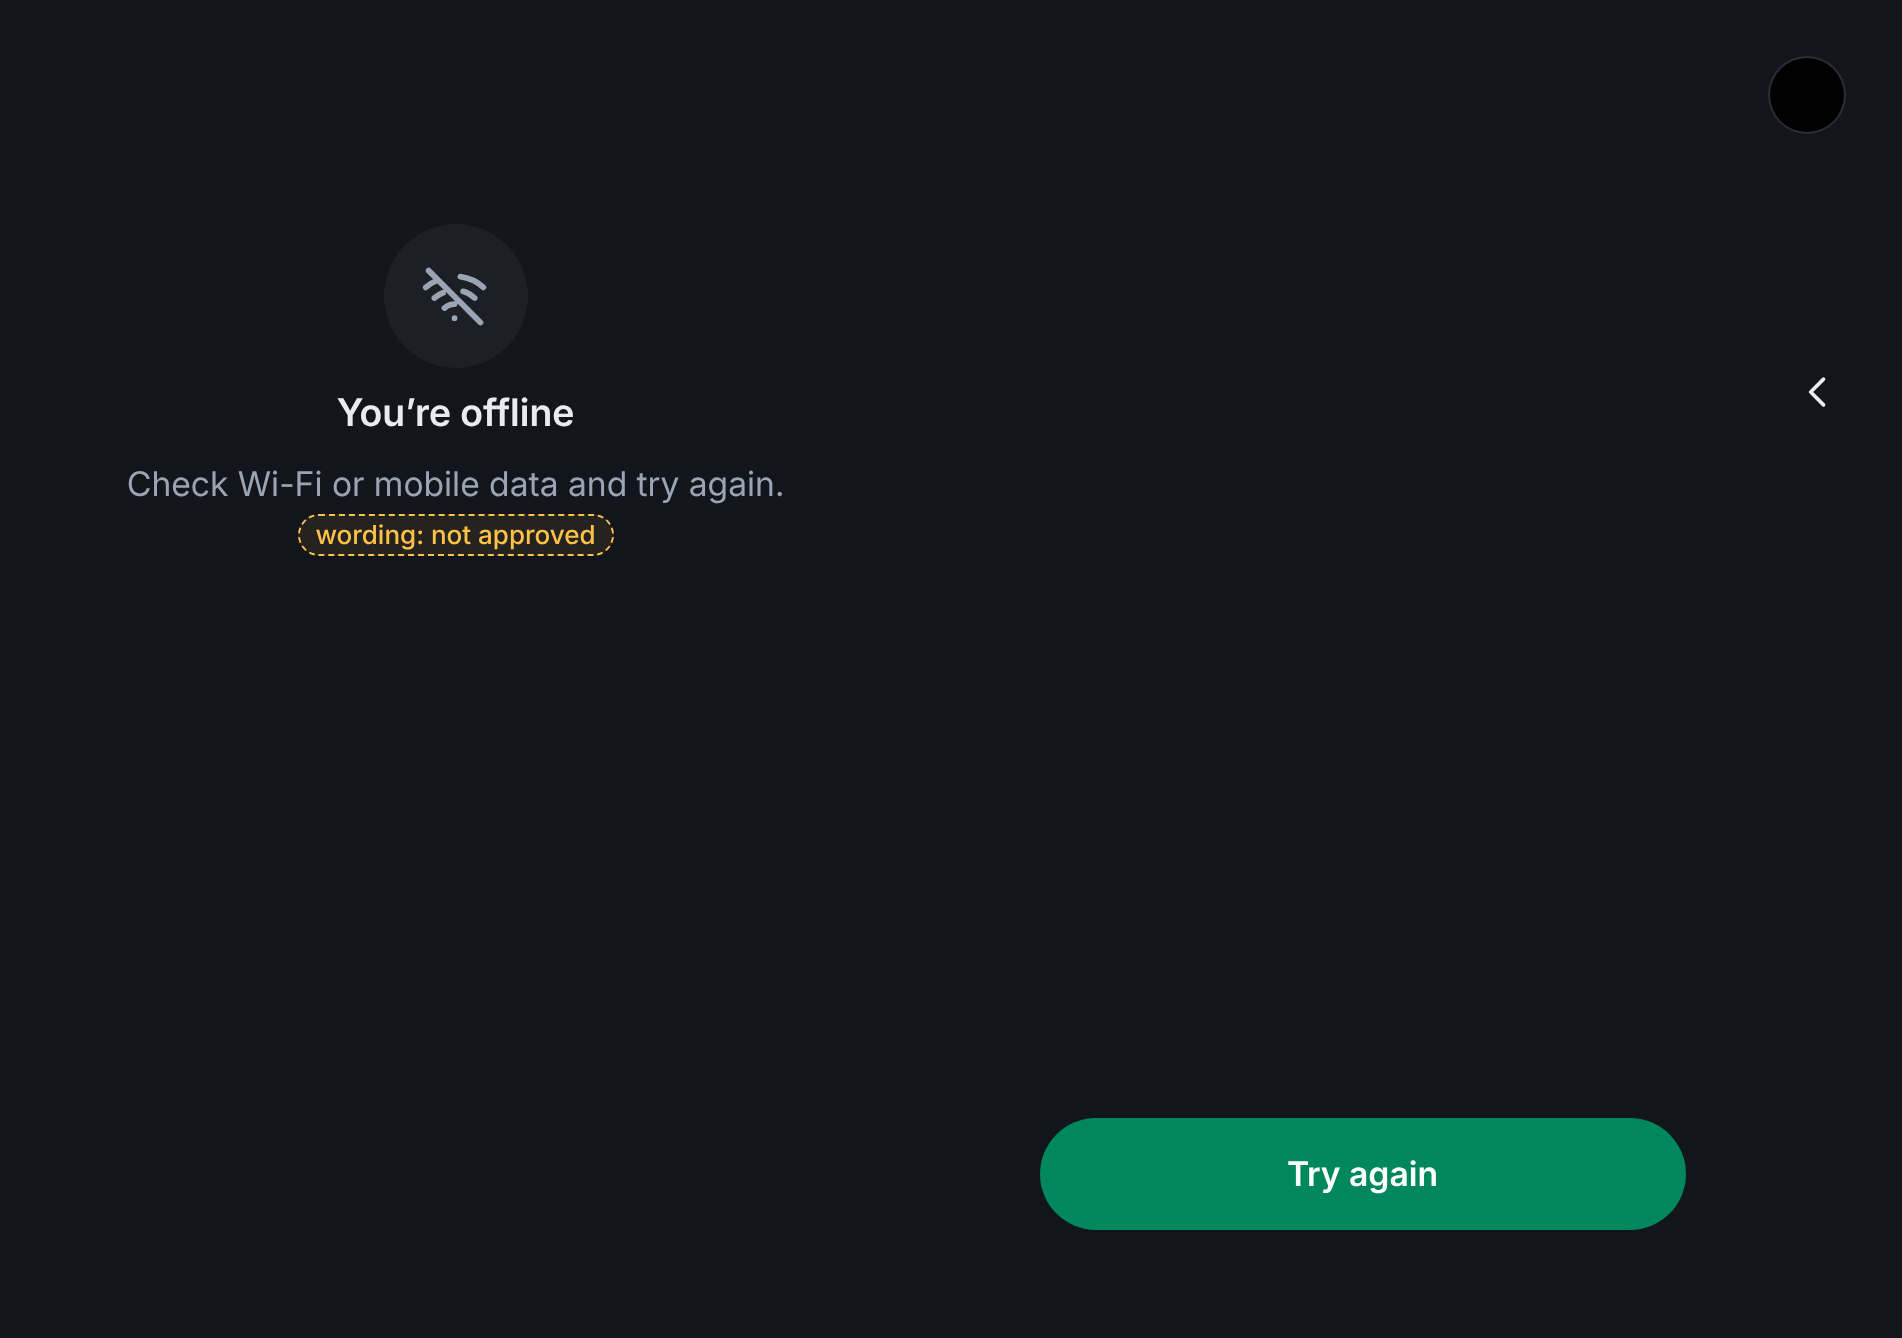 You’re offline
Check Wi-Fi or mobile data and try again.
wording: not approved
Try again